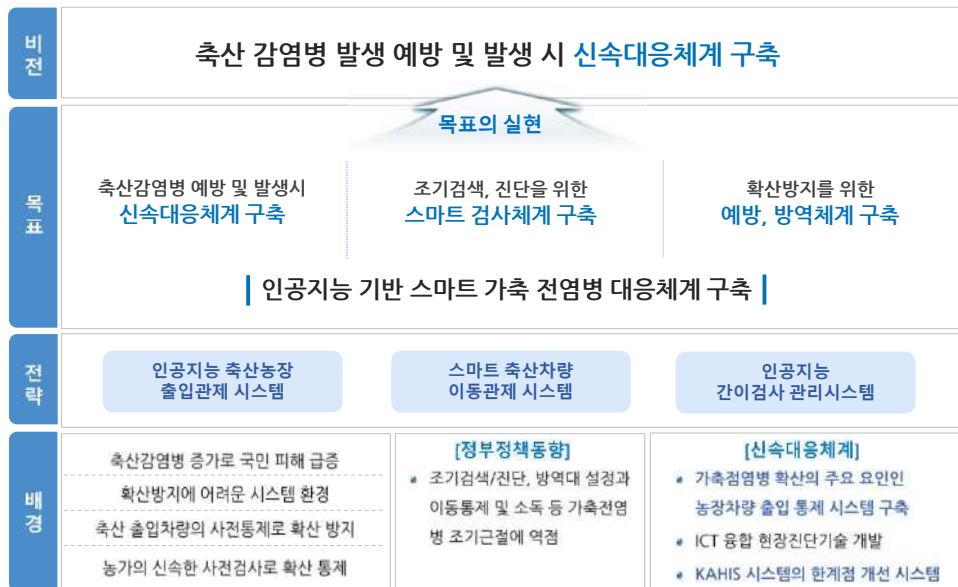 비전
축산 감염병 발생 예방 및 발생 시 신속대응체계 구축
목표
목표의 실현
축산감염병 예방 및 발생시
신속대응체계 구축
조기검색, 진단을 위한
스마트 검사체계 구축
확산방지를 위한
예방, 방역체계 구축
인공지능 기반 스마트 가축 전염병 대응체계 구축
전략
인공지능 축산농장
출입관제 시스템
스마트 축산차량
이동관제 시스템
인공지능
간이검사 관리시스템
배경
축산감염병 증가로 국민 피해 급증
확산방지에 어려운 시스템 환경
축산 출입차량의 사전통제로 확산 방지
농가의 신속한 사전검사로 확산 통제
[정부정책동향]
• 조기검색/진단, 방역대 설정과
이동통제 및 소독 등 가축전염
병 조기근절에 역점
[신속대응체계]
• 가축점염병 확산의 주요 요인인
농장차량 출입 통제 시스템 구축
• ICT 융합 현장진단기술 개발
• KAHIS 시스템의 한계점 개선 시스템